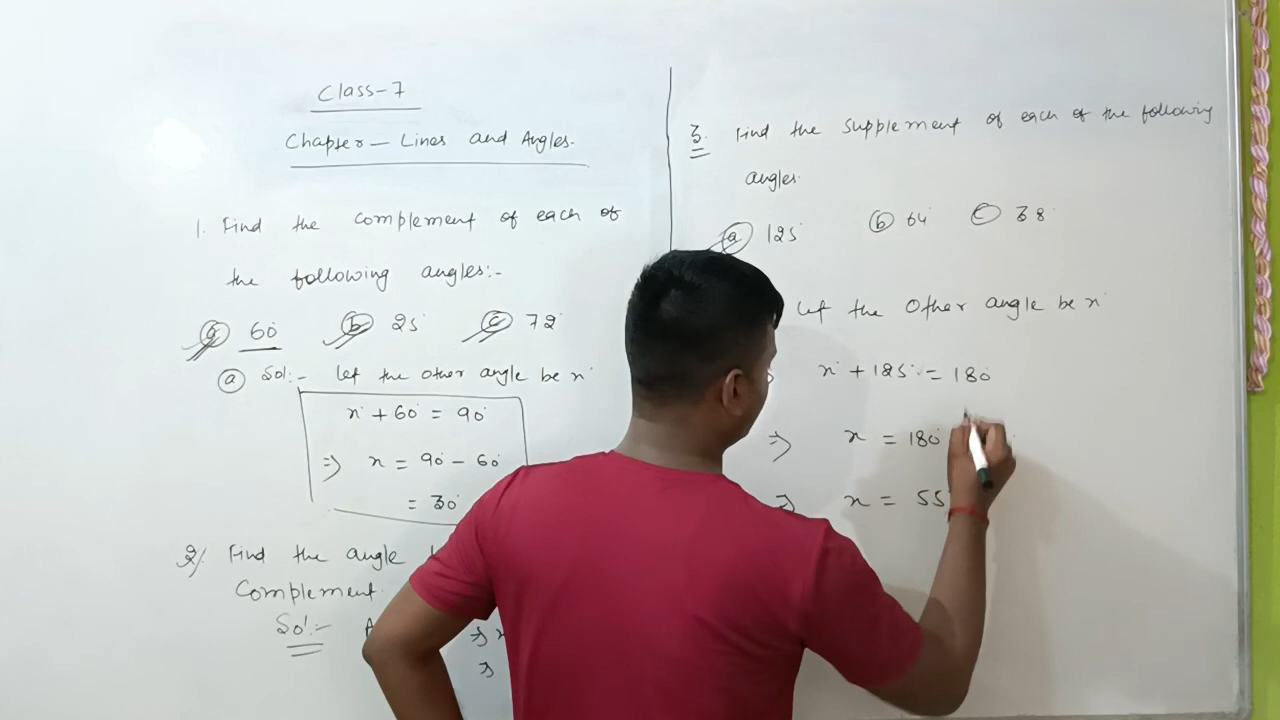 Class-7
Chapter – Lines and Angles.
1. Find the complement of each of
the following angles:-
ⓐ 60° ⓑ 25° ⓒ 72°
ⓐ Sol:- Let the other angle be x°
x° + 60° = 90°
⇒ x = 90° - 60°
= 30°
2. Find the angle
Complement.
Sol:-
3. Find the Supplement of each of the following
angles.
ⓐ 125° ⓑ 64° ⓒ 38°
Let the Other angle be x°
x° + 125° = 180°
⇒ x = 180°
⇒ x = 55